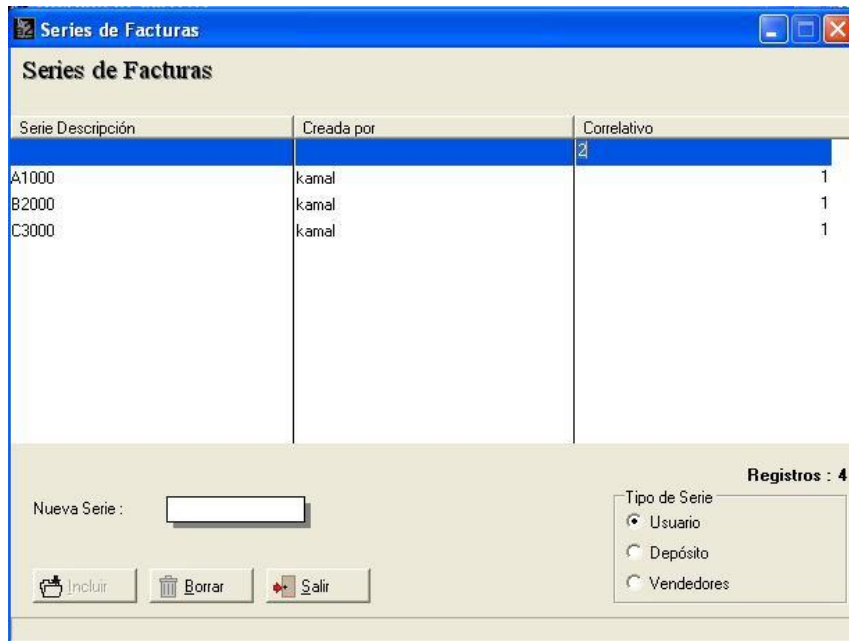 Series de Facturas
Series de Facturas
Serie Descripción Creada por Correlativo
2
A1000 kamal 1
B2000 kamal 1
C3000 kamal 1
Registros : 4
Nueva Serie :
Tipo de Serie
Usuario
Depósito
Vendedores
Incluir Borrar Salir